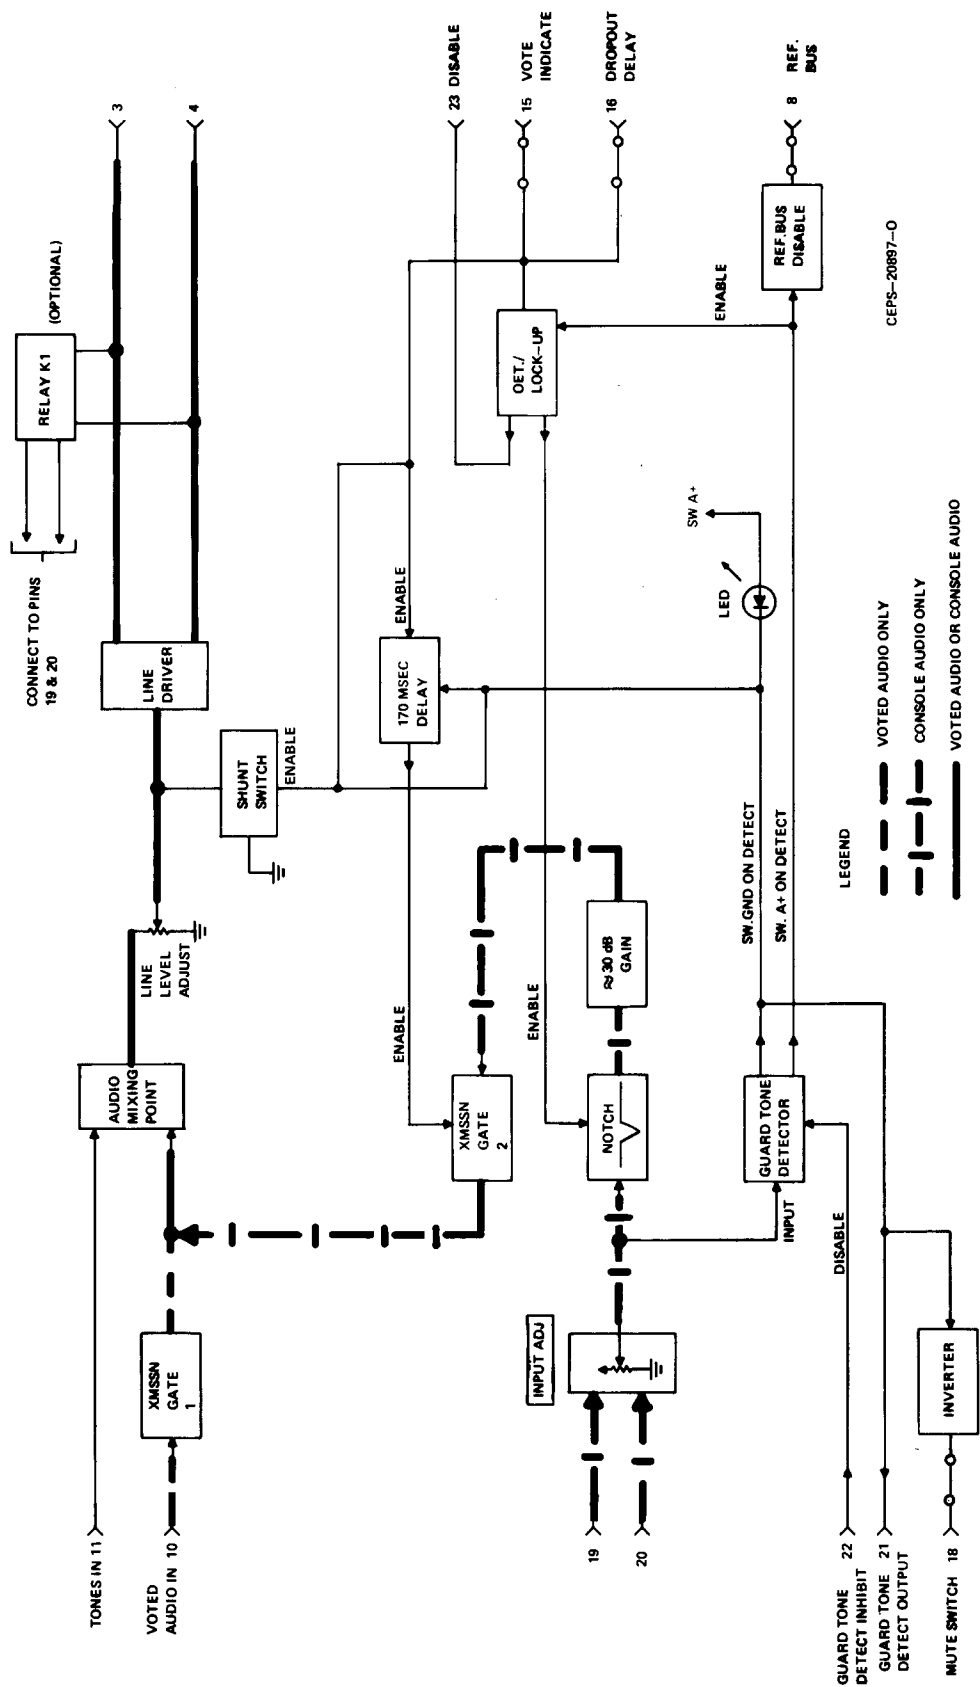 TONES IN 11
VOTED
AUDIO IN 10
XMSSN
GATE
1
AUDIO
MIXING
POINT
LINE
LEVEL
ADJUST
SHUNT
SWITCH
ENABLE
LINE
DRIVER
CONNECT TO PINS
19 & 20
RELAY K1
(OPTIONAL)
3
4
23 DISABLE
15 VOTE
INDICATE
16 DROPOUT
DELAY
8 REF.
BUS
19
20
INPUT ADJ
XMSSN
GATE
2
ENABLE
170 MSEC
DELAY
ENABLE
OET./
LOCK-UP
ENABLE
REF.BUS
DISABLE
NOTCH
ENABLE
≈30 dB
GAIN
INPUT
GUARD TONE
DETECTOR
SW.GND ON DETECT
SW. A+ ON DETECT
LED
SW A+
DISABLE
GUARD TONE 22
DETECT INHIBIT
GUARD TONE 21
DETECT OUTPUT
MUTE SWITCH 18
INVERTER
LEGEND
VOTED AUDIO ONLY
CONSOLE AUDIO ONLY
VOTED AUDIO OR CONSOLE AUDIO
CEPS-20897-O